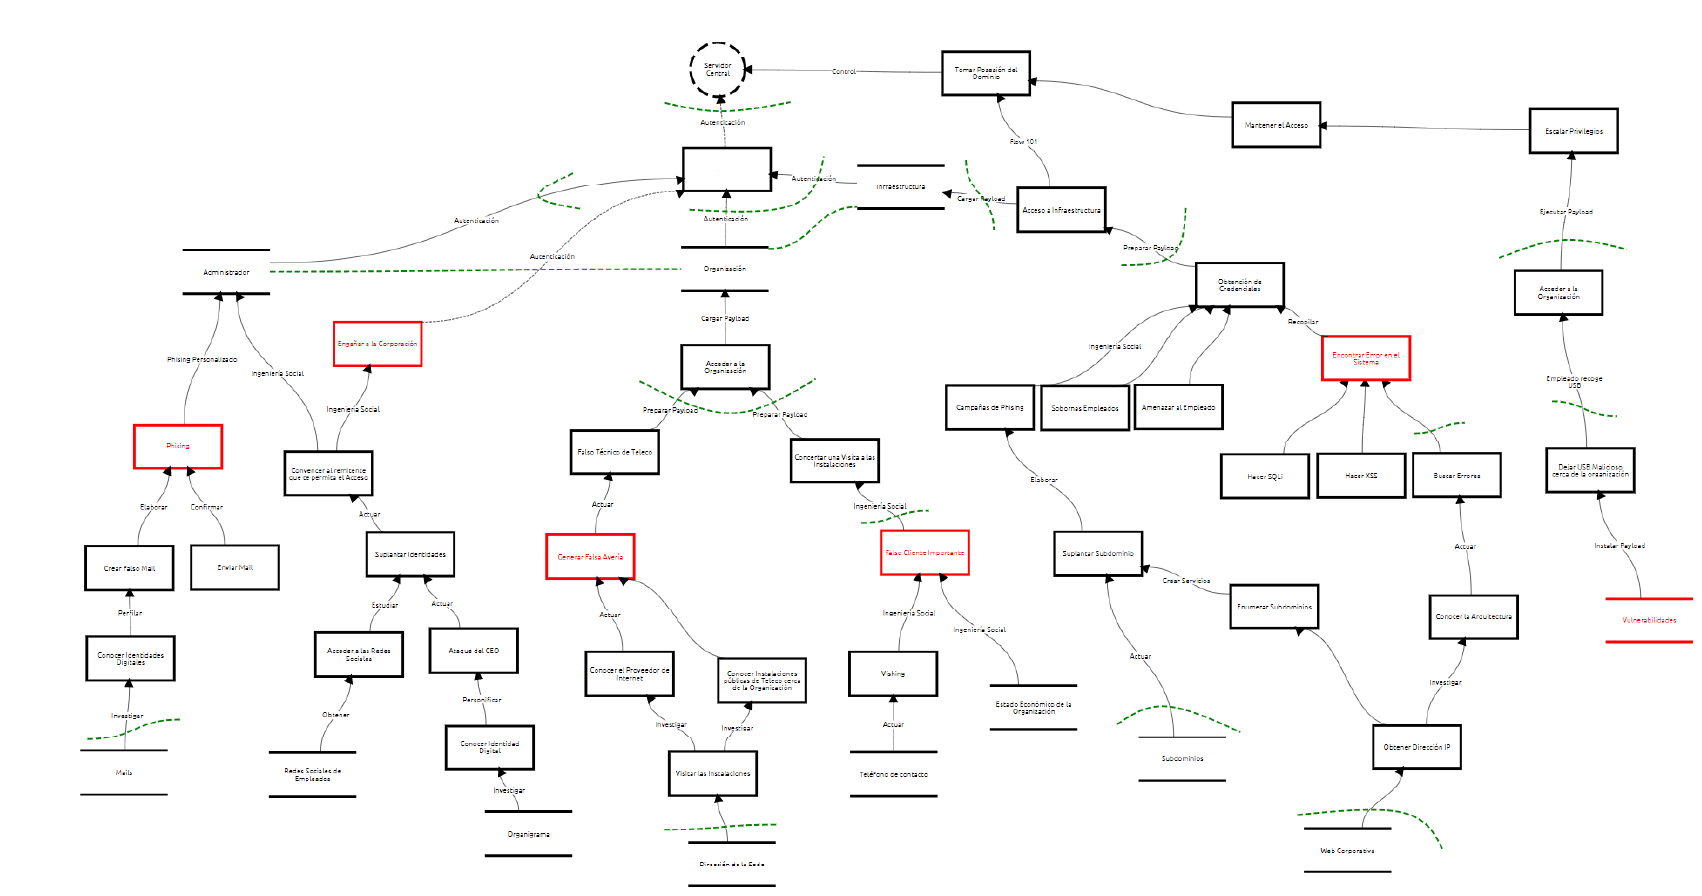 Servidor
Central
Control
Tomar Posesión del
Dominio
Mantener el Acceso
Escalar Privilegios
Autenticación
Flow 101
Autenticación
Infraestructura
Cargar Payload
Acceso a Infraestructura
Ejecutar Payload
Autenticación
Autenticación
Autenticación
Preparar Payload
Administrador
Organización
Obtención de
Credenciales
Acceder a la
Organización
Cargar Payload
Recopilar
Engañar a la Corporación
Ingeniería Social
Encontrar Error en el
Sistema
Phising Personalizado
Ingeniería Social
Acceder a la
Organización
Empleado recoge
USB
Ingeniería Social
Preparar Payload
Preparar Payload
Campañas de Phising
Sobornas Empleados
Amenazar al Empleado
Phising
Convencer al remitente
que te permita el Acceso
Falso Técnico de Teleco
Concertar una Visita a las
Instalaciones
Hacer SQLi
Hacer XSS
Buscar Errores
Dejar USB Malicioso
cerca de la organización
Elaborar
Confirmar
Actuar
Actuar
Ingeniería Social
Elaborar
Crear Falso Mail
Enviar Mail
Suplantar Identidades
Generar Falsa Avería
Falso Cliente Importante
Suplantar Subdominio
Actuar
Instalar Payload
Perfilar
Estudiar
Actuar
Actuar
Ingeniería Social
Ingeniería Social
Crear Servicios
Enumerar Subdominios
Conocer la Arquitectura
Vulnerabilidades
Conocer Identidades
Digitales
Acceder a las Redes
Sociales
Ataque del CEO
Conocer el Proveedor de
Internet
Conocer Instalaciones
públicas de Teleco cerca
de la Organización
Vishing
Actuar
Investigar
Investigar
Obtener
Personificar
Investigar
Investigar
Actuar
Estado Económico de la
Organización
Mails
Redes Sociales de
Empleados
Conocer Identidad
Digital
Visitar las Instalaciones
Teléfono de contacto
Subdominios
Obtener Dirección IP
Investigar
Organigrama
Dirección de la Sede
Web Corporativa